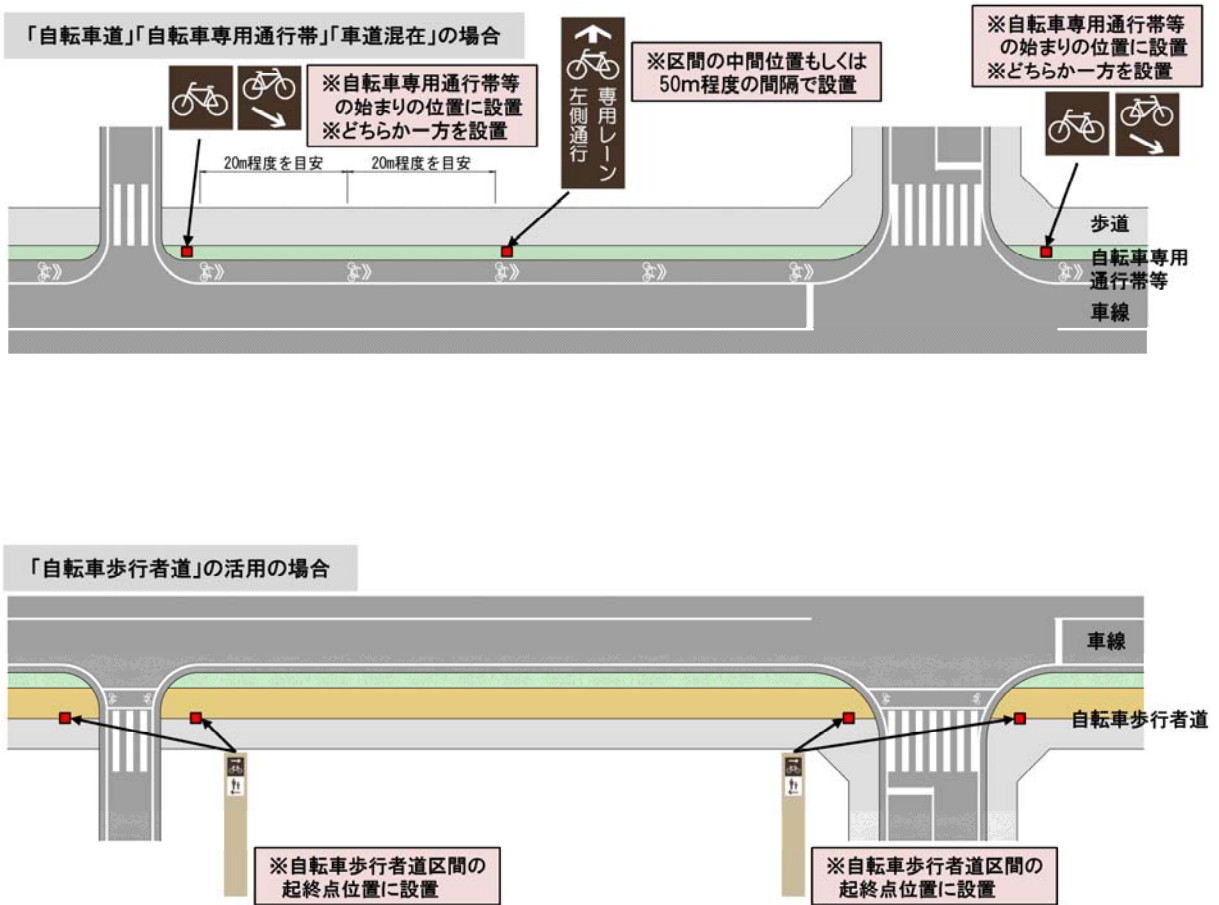 「自転車道」「自転車専用通行帯」「車道混在」の場合
※自転車専用通行帯等
の始まりの位置に設置
※どちらか一方を設置
専用レーン
左側通行
※区間の中間位置もしくは
50m程度の間隔で設置
※自転車専用通行帯等
の始まりの位置に設置
※どちらか一方を設置
20m程度を目安
20m程度を目安
歩道
自転車専用
通行帯等
車線
「自転車歩行者道」の活用の場合
車線
自転車歩行者道
※自転車歩行者道区間の
起終点位置に設置
※自転車歩行者道区間の
起終点位置に設置